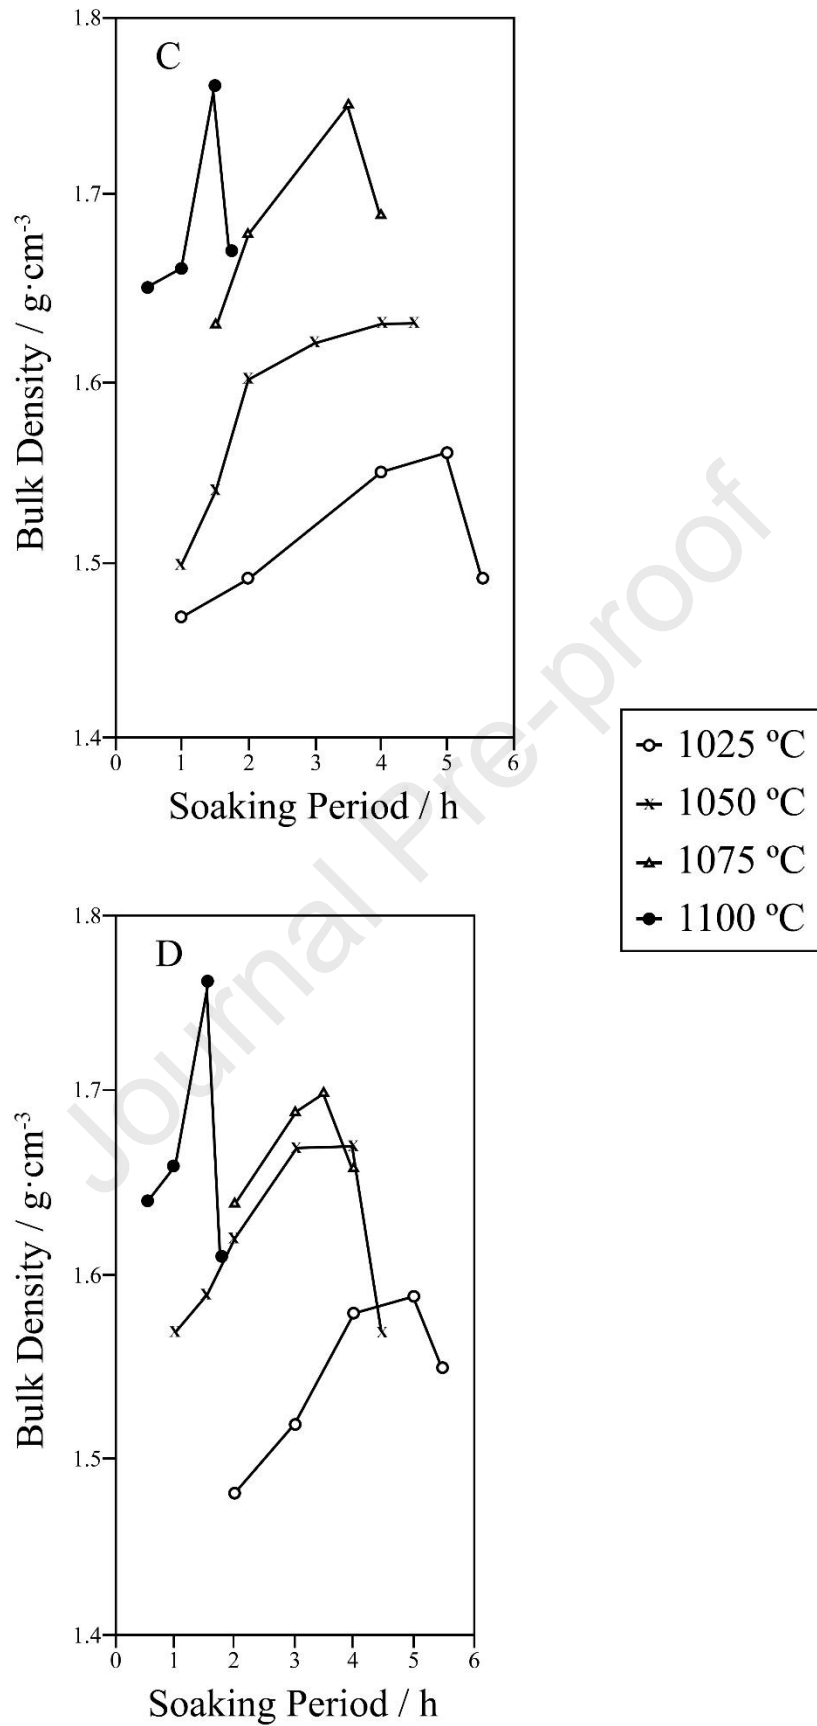 1.8
C
1.7
1.6
1.5
1.4
0 1 2 3 4 5 6
Bulk Density / g·cm-3
Soaking Period / h
1025 ºC
1050 ºC
1075 ºC
1100 ºC
1.8
D
1.7
1.6
1.5
1.4
0 1 2 3 4 5 6
Bulk Density / g·cm-3
Soaking Period / h
Journal Pre-proof